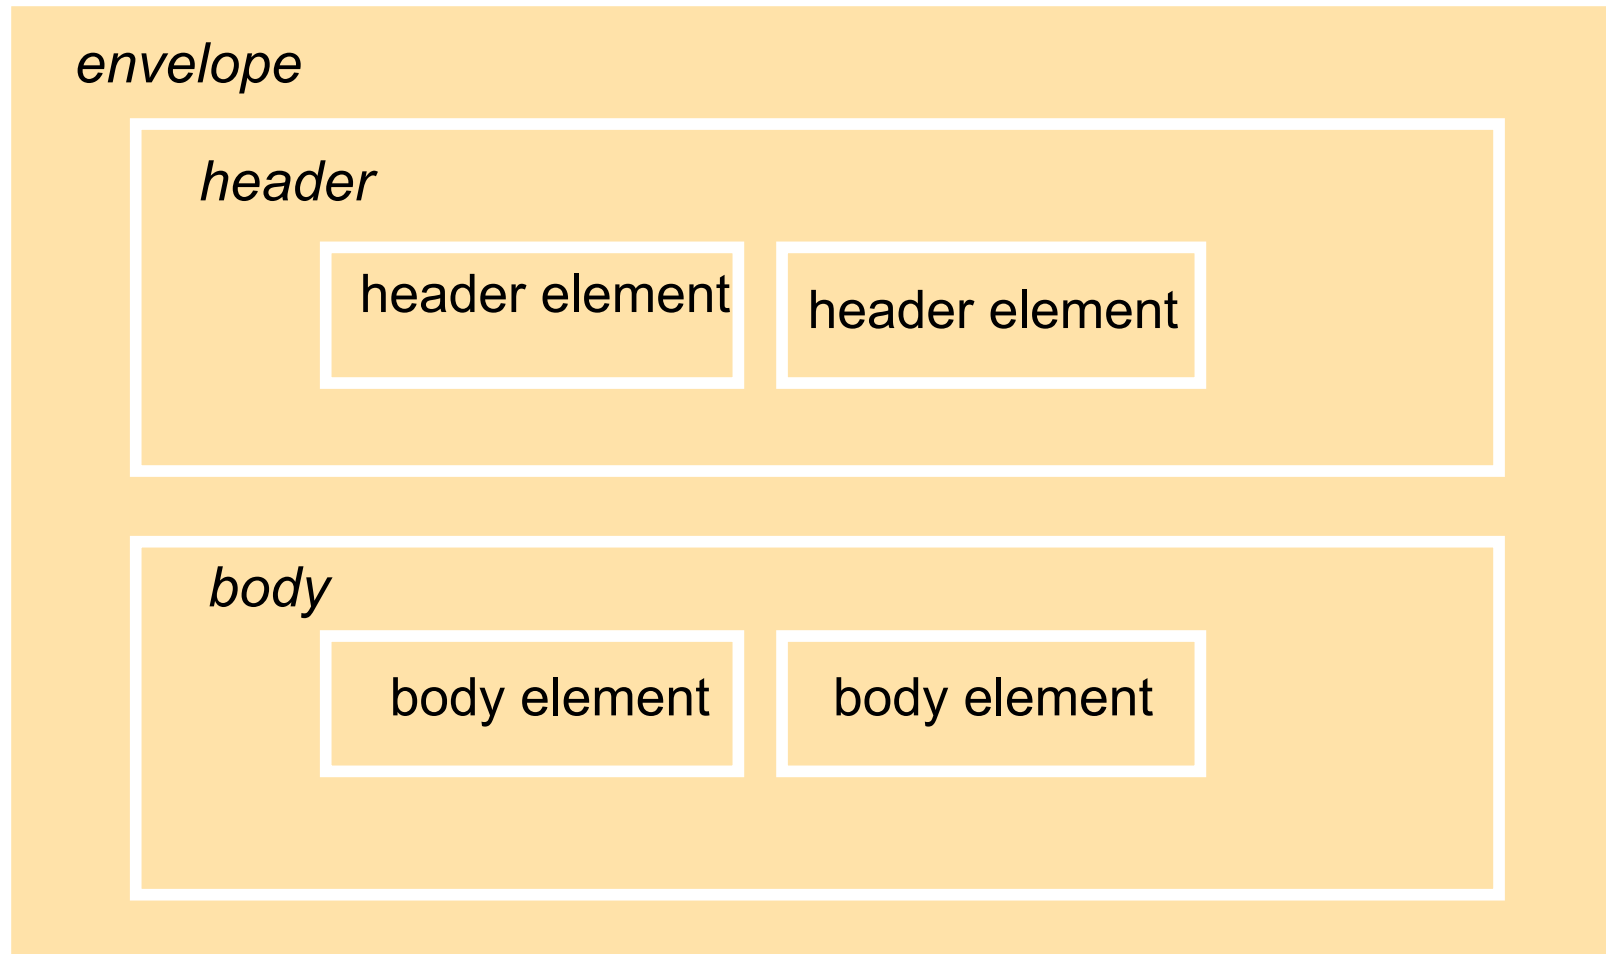 envelope
header
header element
header element
body
body element
body element